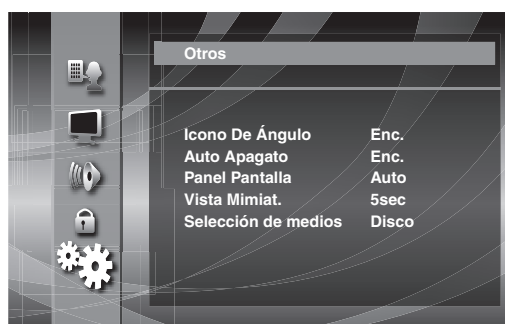 Otros
Icono De Ángulo Enc.
Auto Apagato Enc.
Panel Pantalla Auto
Vista Mimiat. 5sec
Selección de medios Disco